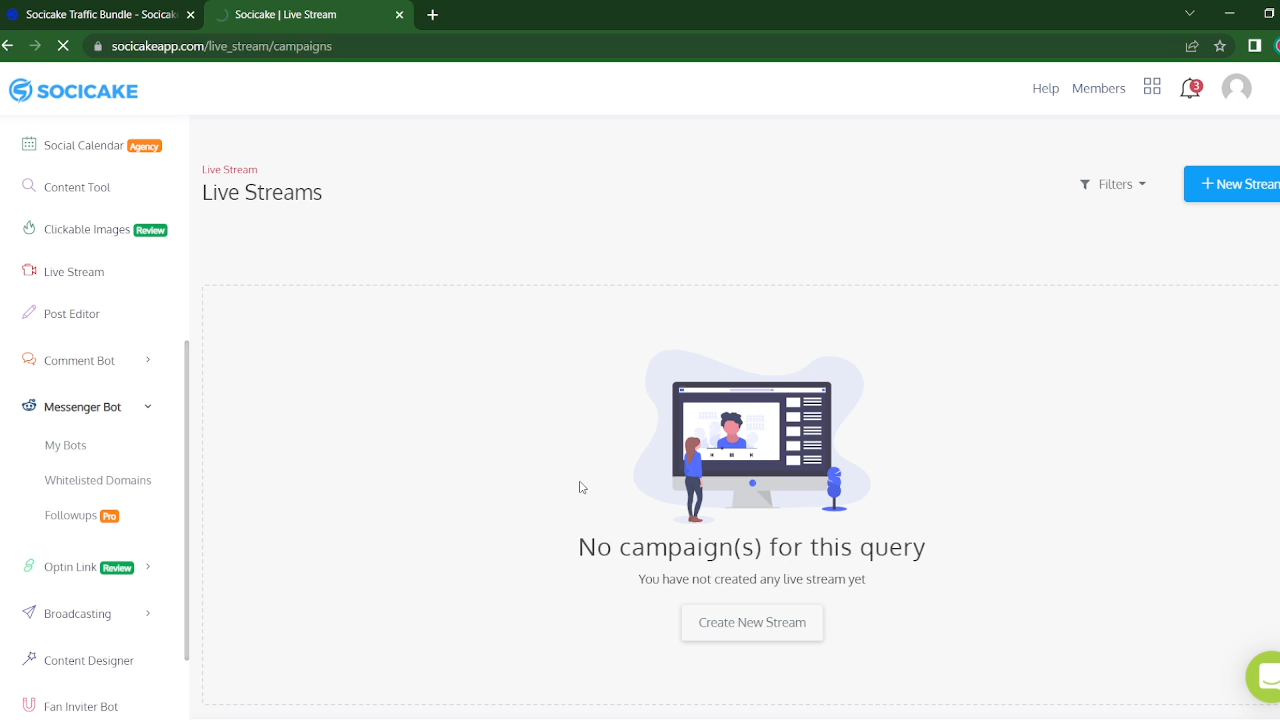 Socicake Traffic Bundle - Socicak
Socicake | Live Stream
socicakeapp.com/live_stream/campaigns
SOCICAKE
Help
Members
3
Social Calendar Agency
Content Tool
Clickable Images Review
Live Stream
Post Editor
Comment Bot
Messenger Bot
My Bots
Whitelisted Domains
Followups Pro
Optin Link Review
Broadcasting
Content Designer
Fan Inviter Bot
Live Stream
Live Streams
Filters
+ New Stream
No campaign(s) for this query
You have not created any live stream yet
Create New Stream